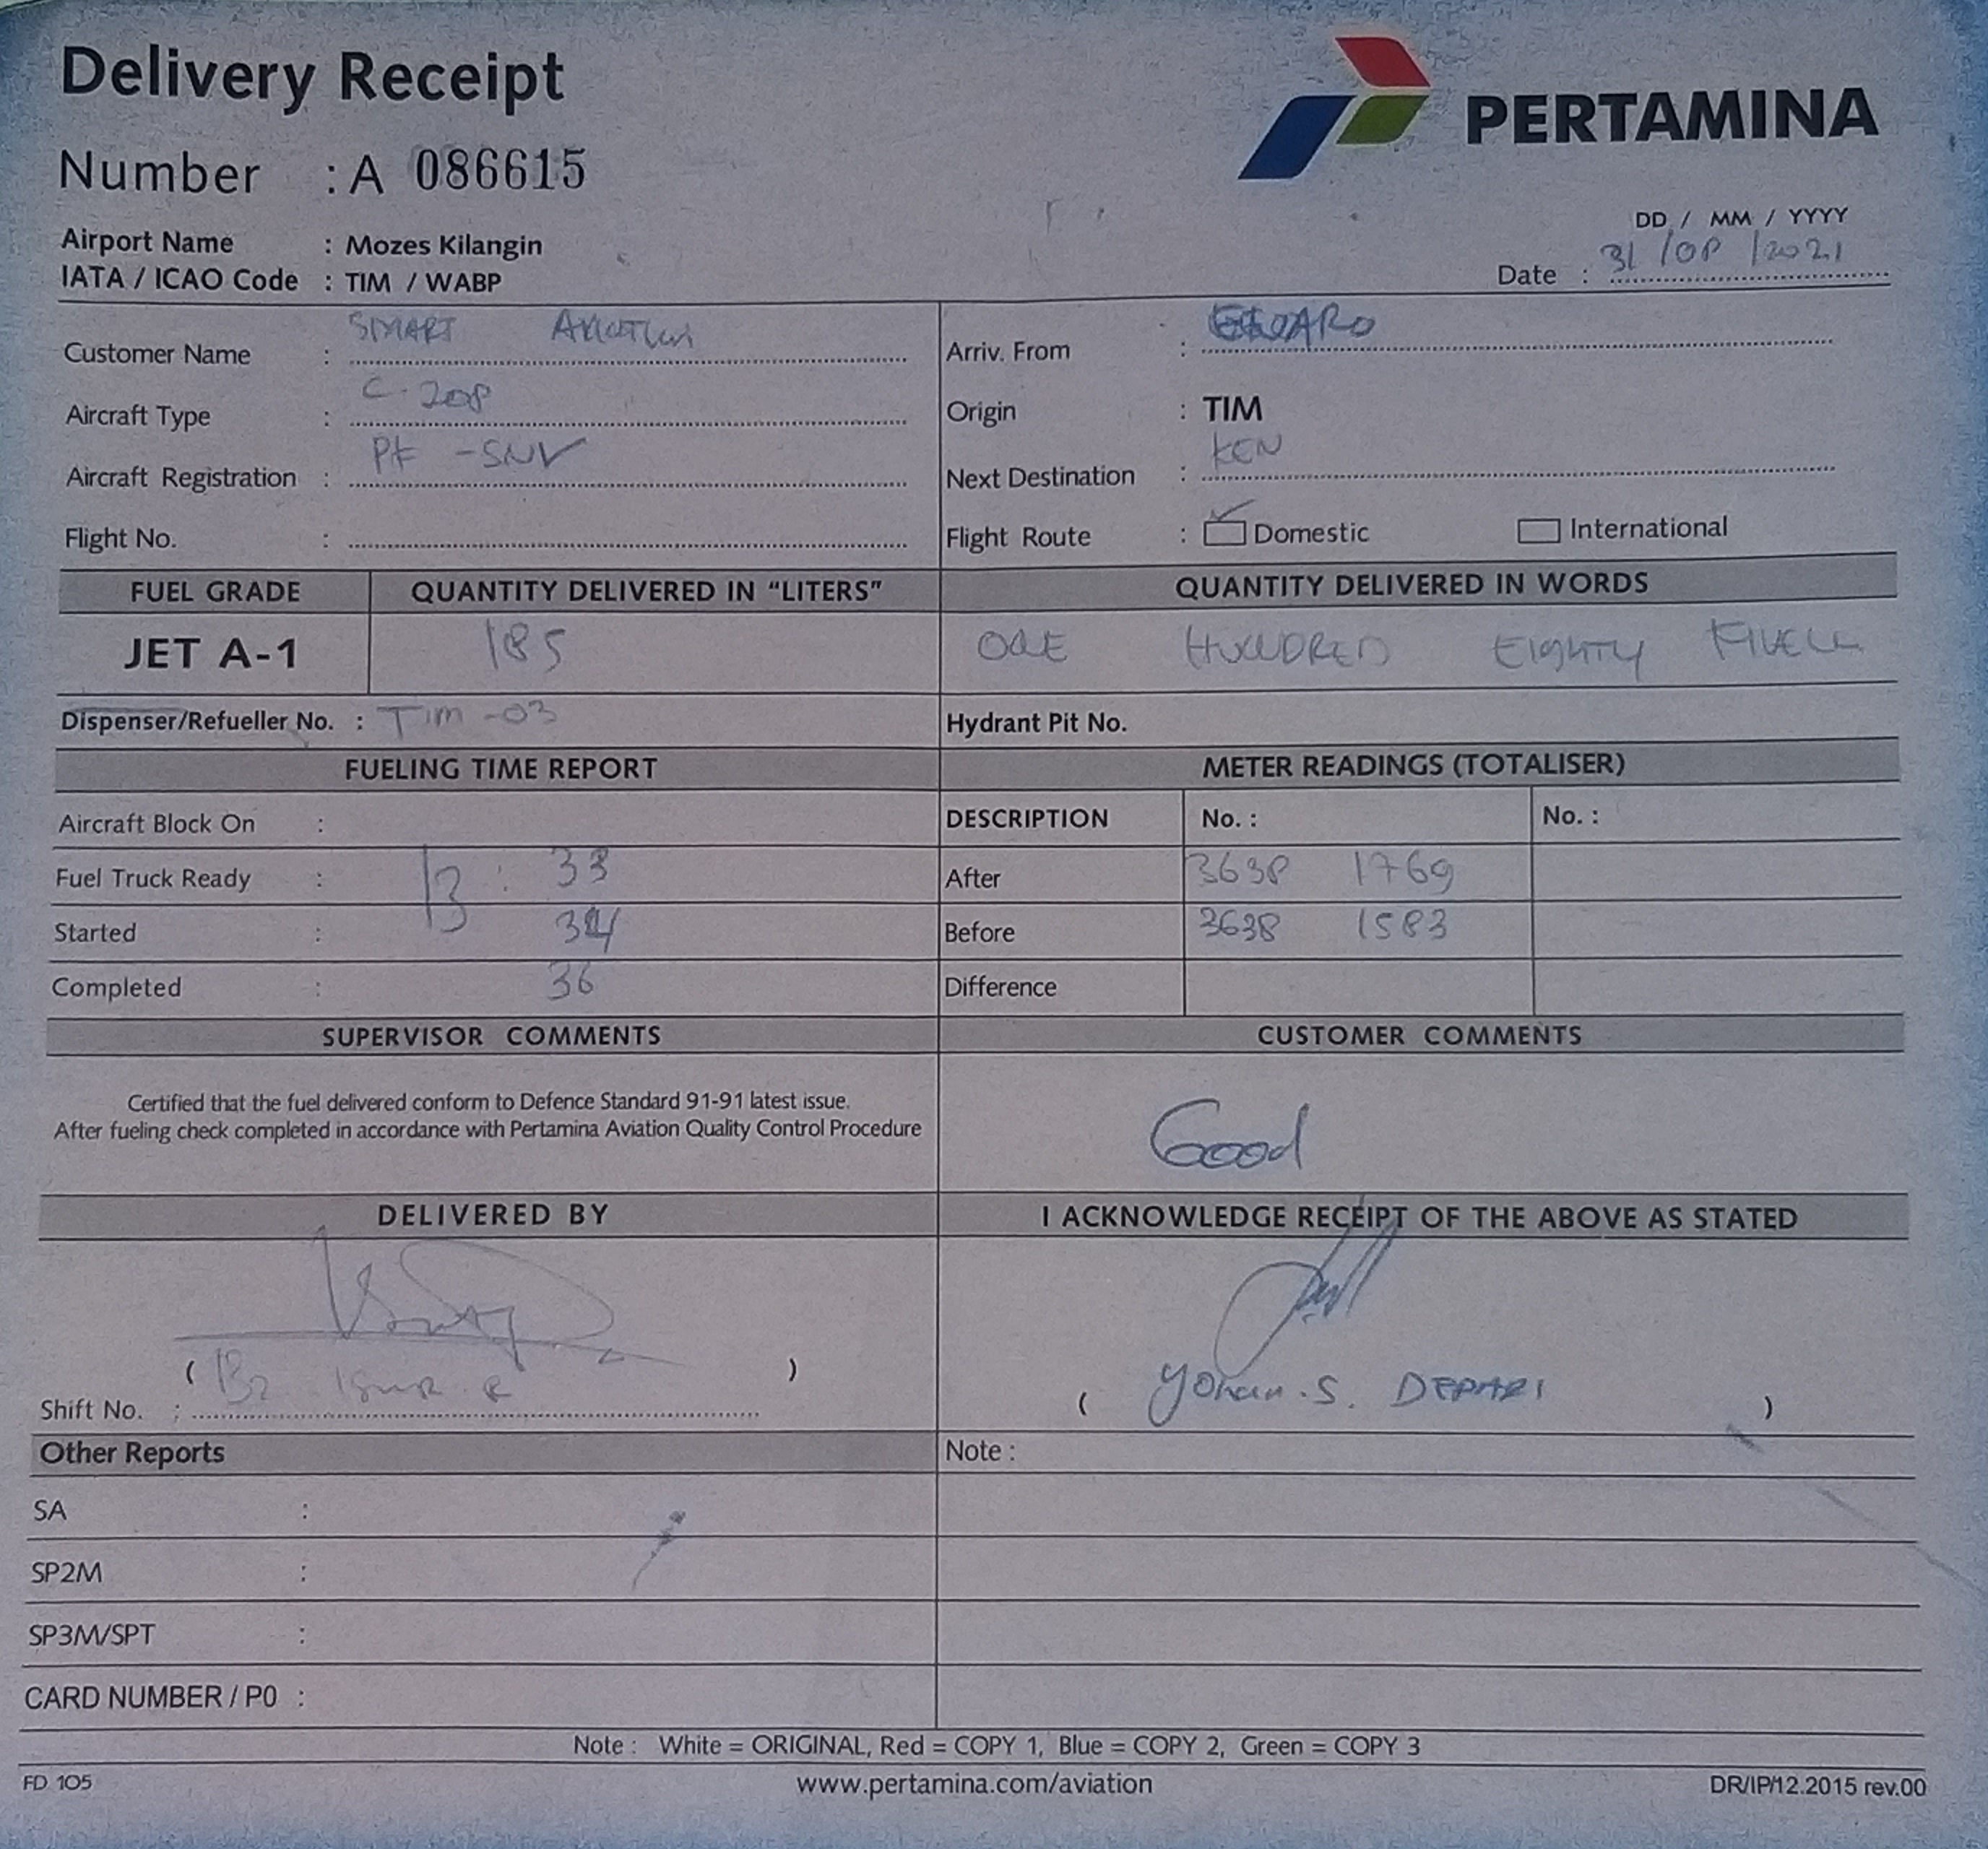 Delivery Receipt
PERTAMINA
Number : A 086615
DD / MM / YYYY
Airport Name : Mozes Kilangin
IATA / ICAO Code : TIM / WABP
Date : 31 / 08 / 2021
Customer Name : SMART AVIATION
Arriv. From :
Aircraft Type : C-208
Origin : TIM
Aircraft Registration : PK -SNV
Next Destination : KEN
Flight No. :
Flight Route : Domestic International
FUEL GRADE QUANTITY DELIVERED IN “LITERS” QUANTITY DELIVERED IN WORDS
JET A-1 185 ONE HUNDRED EIGHTY
Dispenser/Refueller No. : TIM -03 Hydrant Pit No.
FUELING TIME REPORT METER READINGS (TOTALISER)
Aircraft Block On : DESCRIPTION No. : No. :
Fuel Truck Ready : 13 : 33 After 3638 1769
Started : 34 Before 3638 1583
Completed : 36 Difference
SUPERVISOR COMMENTS CUSTOMER COMMENTS
Certified that the fuel delivered conform to Defence Standard 91-91 latest issue.
After fueling check completed in accordance with Pertamina Aviation Quality Control Procedure
Good
DELIVERED BY I ACKNOWLEDGE RECEIPT OF THE ABOVE AS STATED
( )
Shift No. :
( Yohan .S. DEPARI )
Other Reports Note :
SA :
SP2M :
SP3M/SPT :
CARD NUMBER / P0 :
Note : White = ORIGINAL, Red = COPY 1, Blue = COPY 2, Green = COPY 3
FD 105 www.pertamina.com/aviation DR/IP/12.2015 rev.00